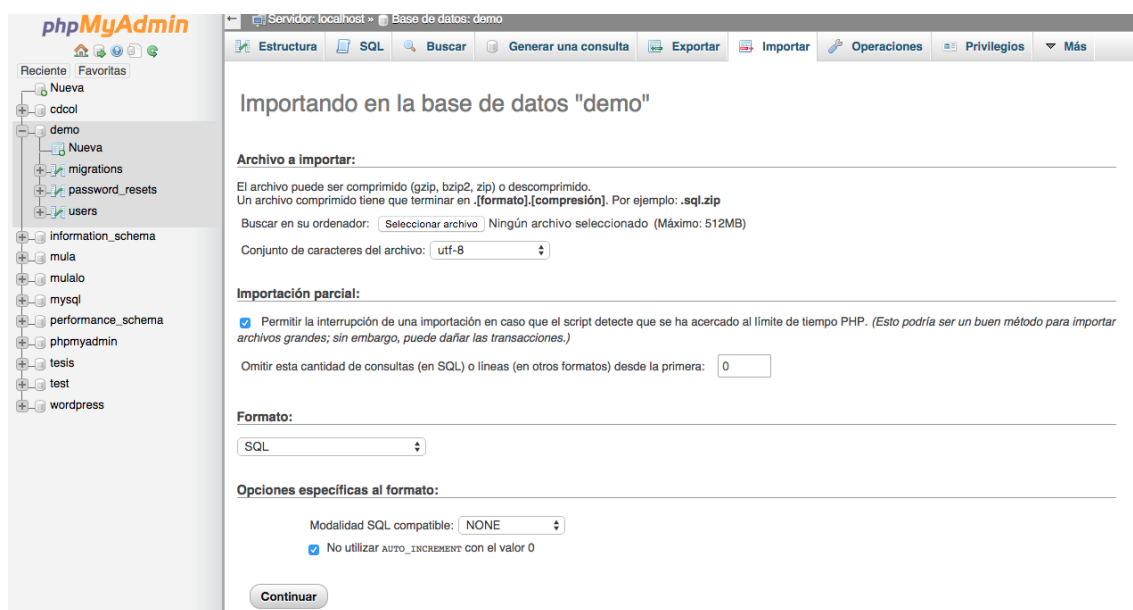 phpMyAdmin
Reciente Favoritas
Nueva
cdcol
demo
Nueva
migrations
password_resets
users
information_schema
mula
mulalo
mysql
performance_schema
phpmyadmin
tesis
test
wordpress
Servidor: localhost » Base de datos: demo
Estructura SQL Buscar Generar una consulta Exportar Importar Operaciones Privilegios Más
Importando en la base de datos "demo"
Archivo a importar:
El archivo puede ser comprimido (gzip, bzip2, zip) o descomprimido.
Un archivo comprimido tiene que terminar en .[formato].[compresión]. Por ejemplo: .sql.zip
Buscar en su ordenador: Seleccionar archivo Ningún archivo seleccionado (Máximo: 512MB)
Conjunto de caracteres del archivo: utf-8
Importación parcial:
Permitir la interrupción de una importación en caso que el script detecte que se ha acercado al límite de tiempo PHP. (Esto podría ser un buen método para importar
archivos grandes; sin embargo, puede dañar las transacciones.)
Omitir esta cantidad de consultas (en SQL) o líneas (en otros formatos) desde la primera: 0
Formato:
SQL
Opciones específicas al formato:
Modalidad SQL compatible: NONE
No utilizar AUTO_INCREMENT con el valor 0
Continuar